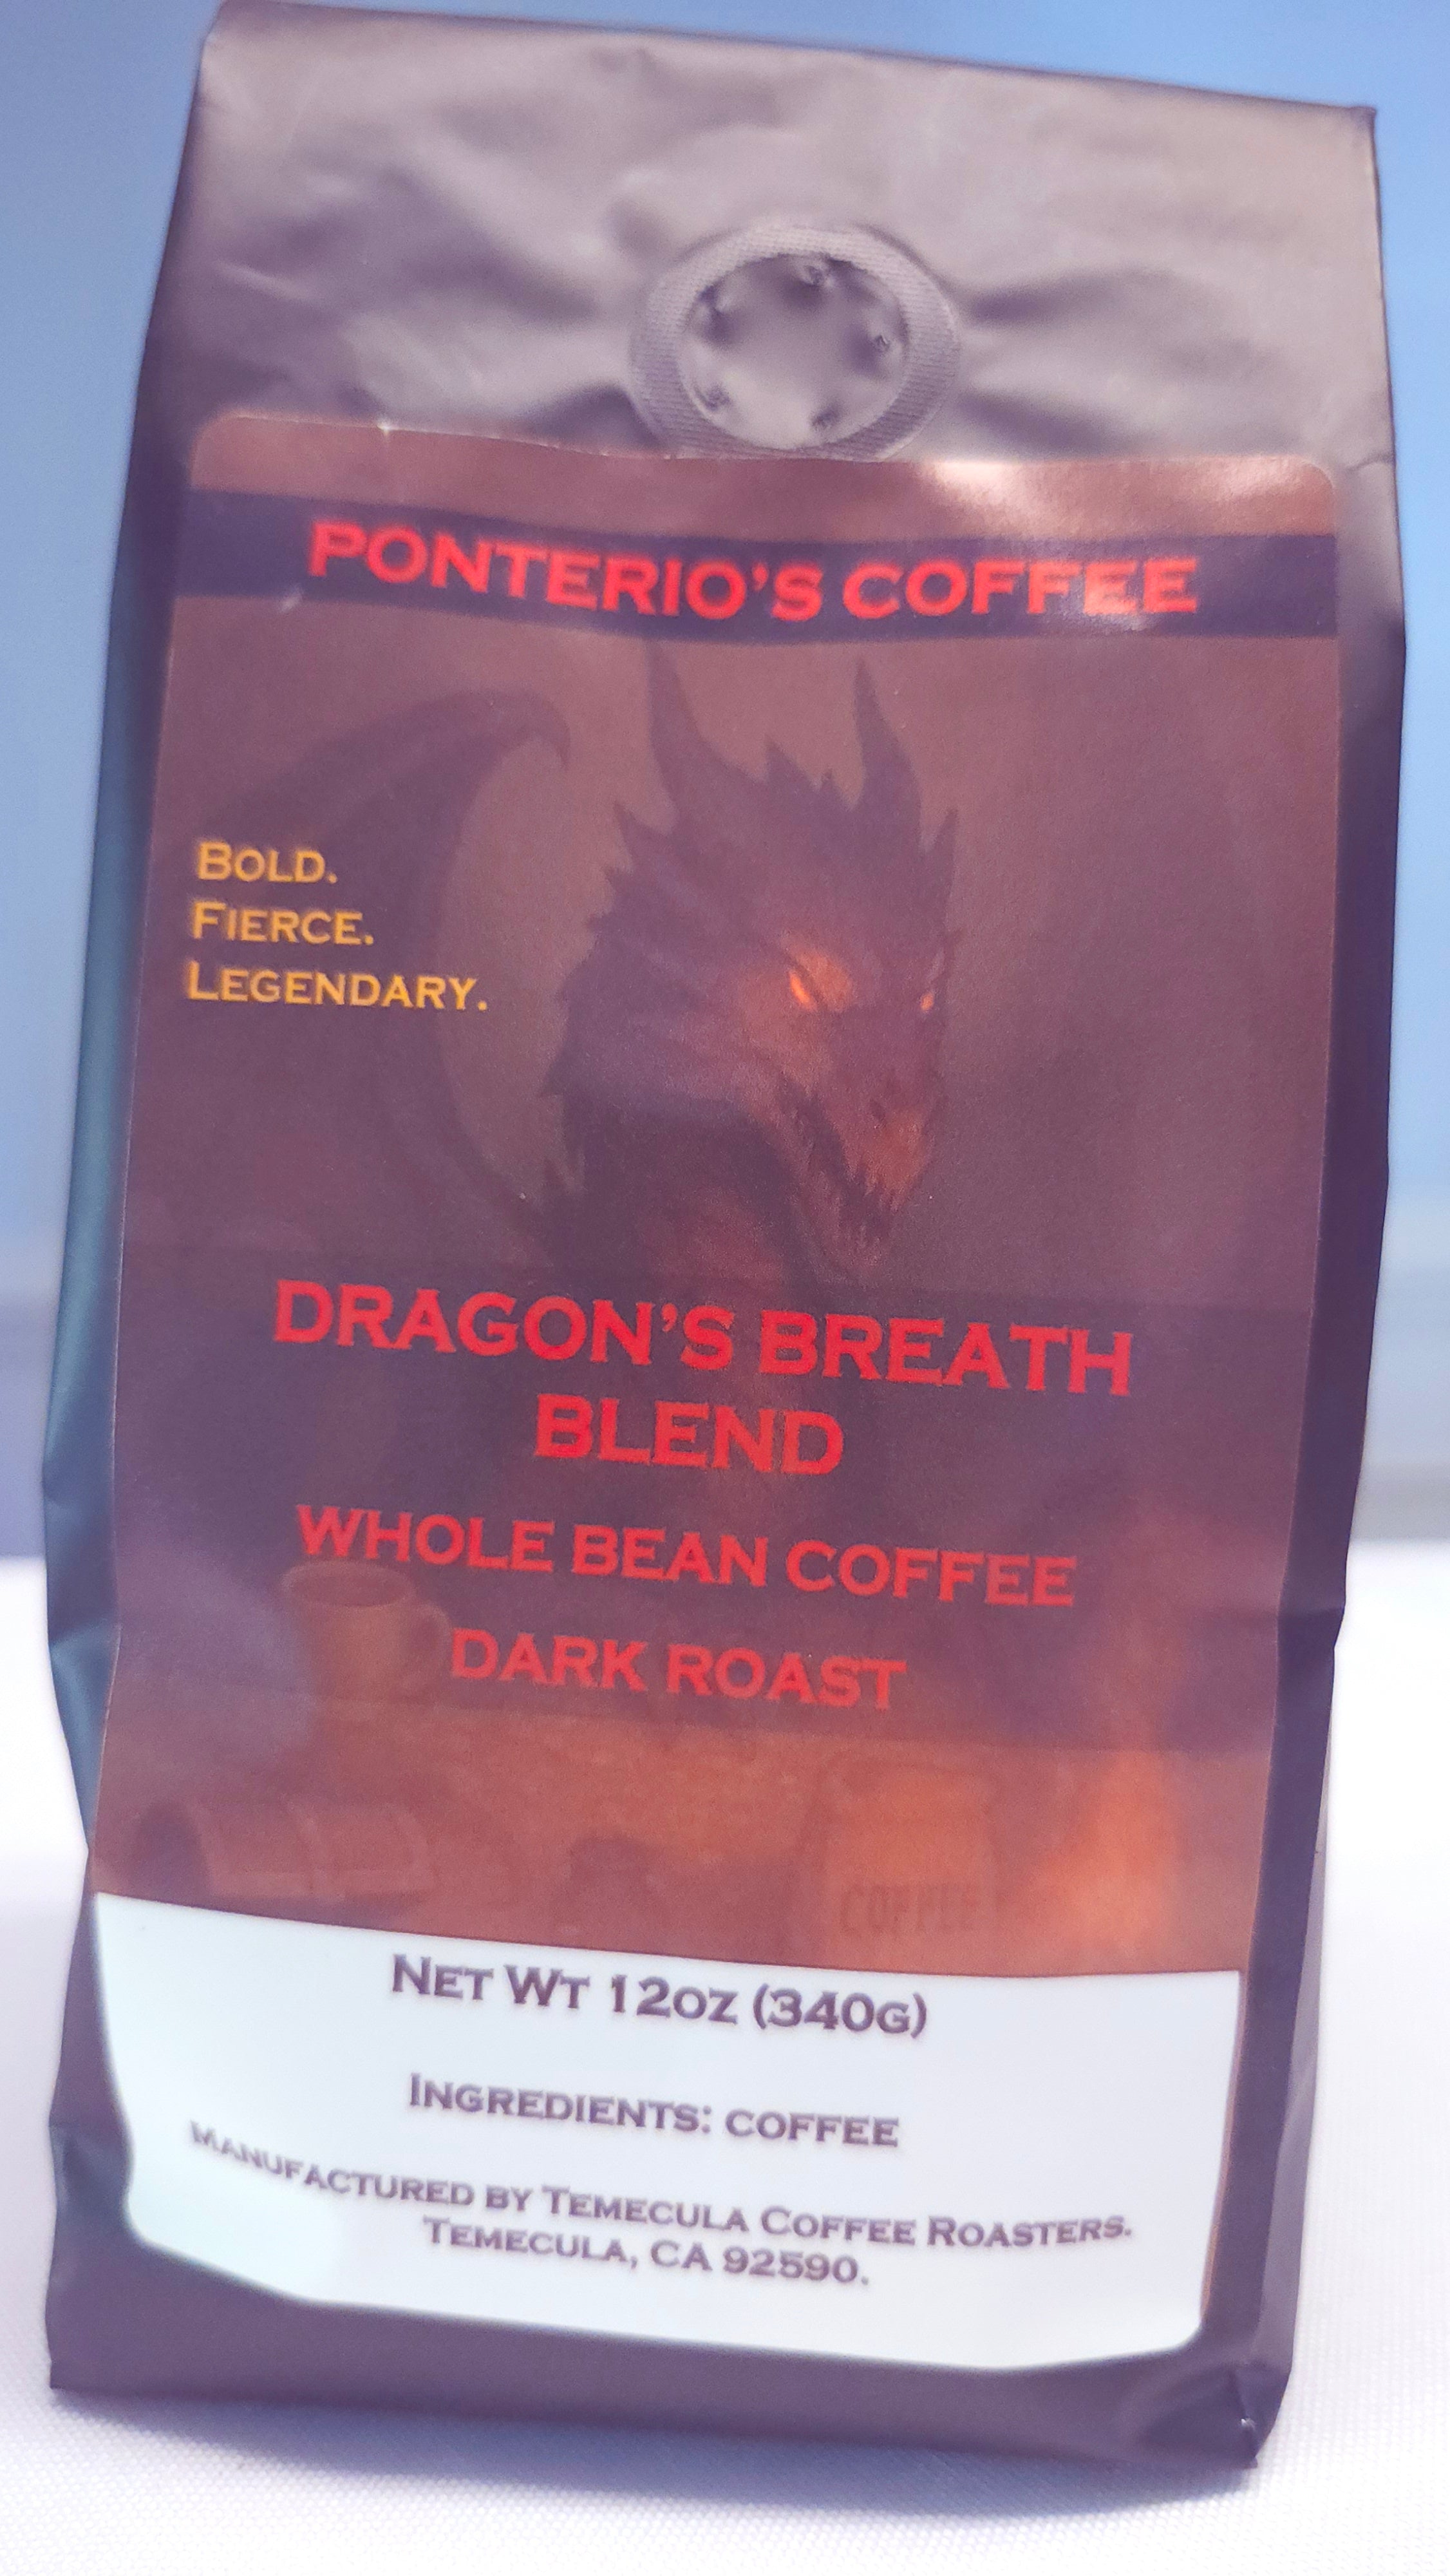 PONTERIO'S COFFEE
BOLD.
FIERCE.
LEGENDARY.
DRAGON'S BREATH
BLEND
WHOLE BEAN COFFEE
DARK ROAST
COFFEE
NET WT 12OZ (340G)
INGREDIENTS: COFFEE
MANUFACTURED BY TEMECULA COFFEE ROASTERS.
TEMECULA, CA 92590.